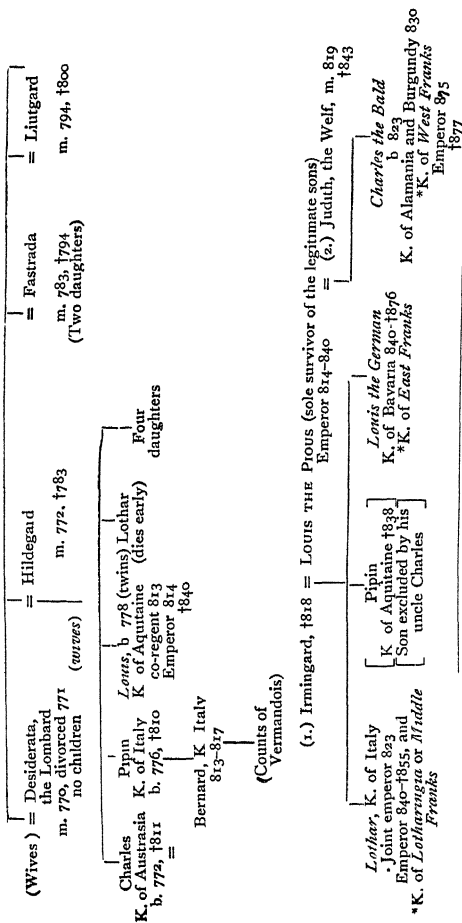 (Wives) = Desiderata,
the Lombard
m. 770, divorced 771
no children
= Hildegard
m. 772, †783
(wives)
= Fastrada
m. 783, †794
(Two daughters)
= Liutgard
m. 794, †800
Charles
K. of Austrasia
b. 772, †811
=
Pipin
K. of Italy
b. 776, †810
Bernard, K Italy
813–817
(Counts of
Vermandois)
Louis, b 778 (twins) Lothar
K of Aquitaine (dies early)
co-regent 813
Emperor 814
†840
Four
daughters
(1.) Irmingard, †818 = LOUIS THE PIOUS (sole survivor of the legitimate sons)
Emperor 814–840
= (2.) Judith, the Welf, m. 819
†843
Lothar, K. of Italy
Joint emperor 823
Emperor 840–†855, and
*K. of Lotharingia or Middle
Franks
Pipin
K of Aquitaine †838
Son excluded by his
uncle Charles
Louis the German
K. of Bavaria 840-†876
*K. of East Franks
Charles the Bald
b 823
K. of Alamania and Burgundy 830
*K. of West Franks
Emperor 875
†877